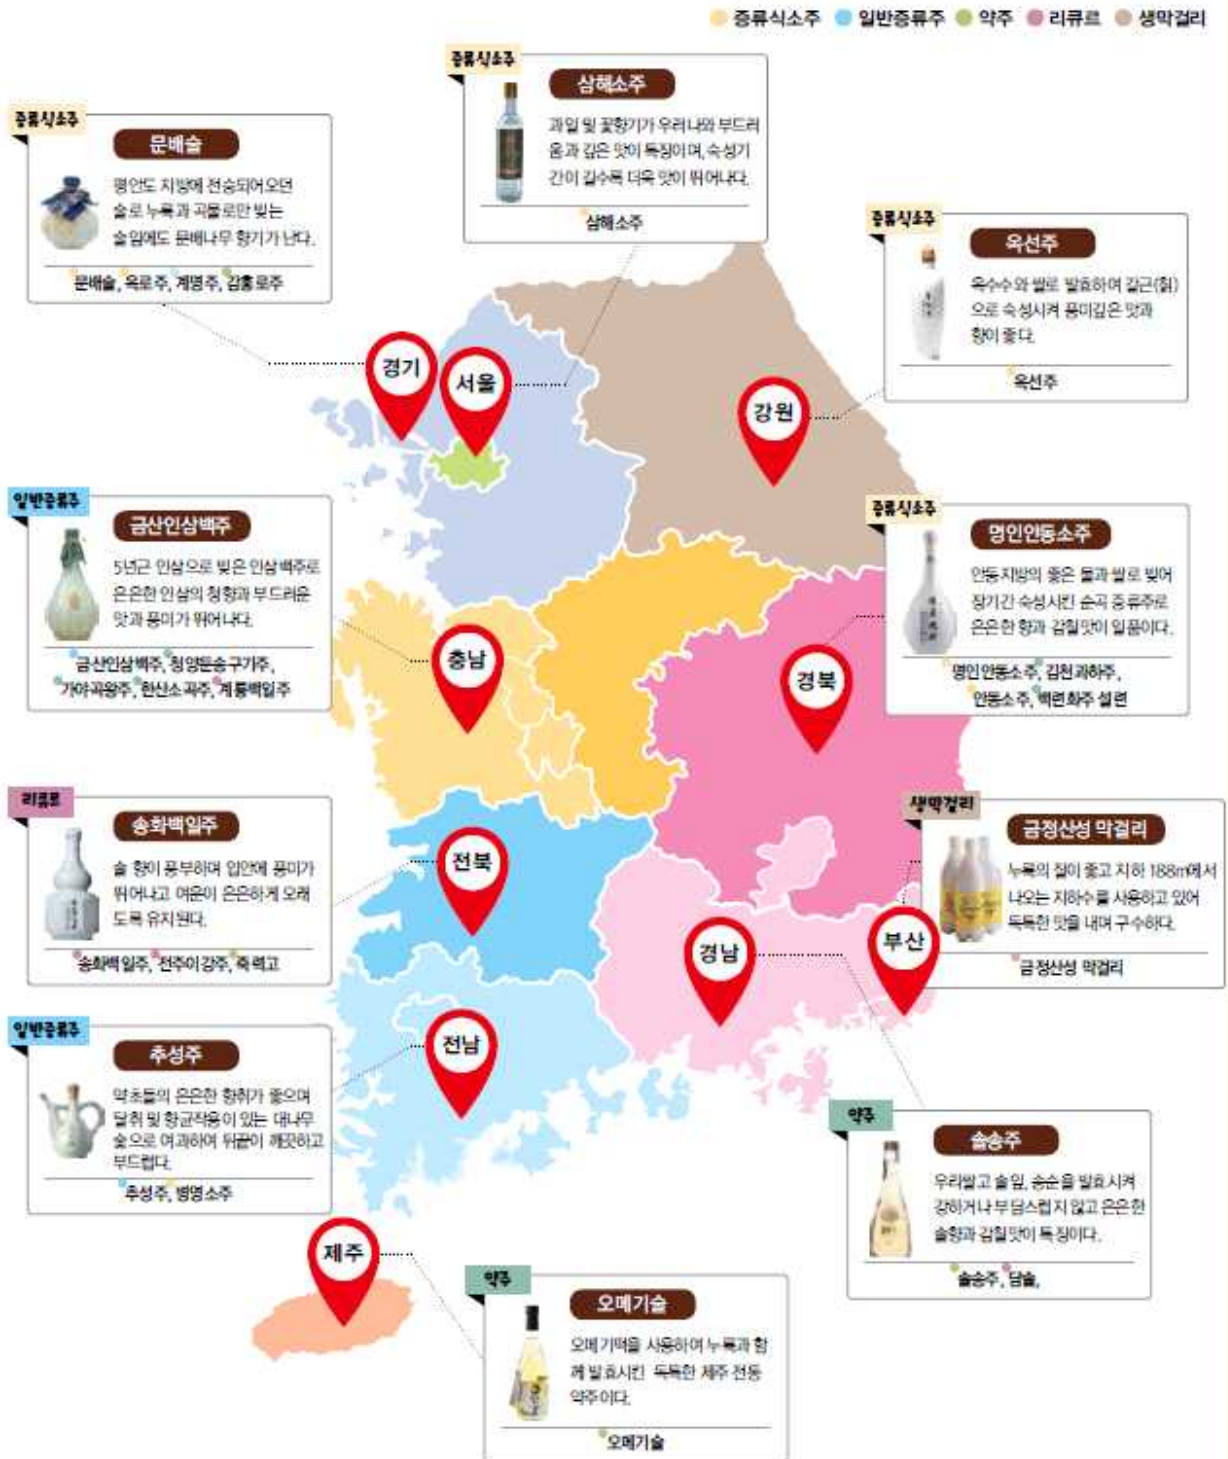 증류식소주 일반증류주 약주 리큐르 생막걸리
증류식소주
삼해소주
과일 및 꽃향기가 우러나와 부드러
움과 깊은 맛이 특징이며, 숙성기
간이 길수록 더욱 맛이 뛰어나다.
삼해소주
증류식소주
문배술
평안도 지방에 전승되어오던
술로 누룩과 곡물로만 빚는
술임에도 문배나무 향기가 난다.
문배술, 옥로주, 계명주, 감홍로주
증류식소주
옥선주
옥수수와 쌀로 발효하여 갈근(칡)
으로 숙성시켜 풍미깊은 맛과
향이 좋다.
옥선주
경기
서울
강원
일반증류주
금산인삼백주
5년근 인삼으로 빚은 인삼백주로
은은한 인삼의 청향과 부드러운
맛과 풍미가 뛰어나다.
금산인삼백주, 청양둔송구기주,
가야곡왕주, 한산소곡주, 계룡백일주
증류식소주
명인안동소주
안동지방의 좋은 물과 쌀로 빚어
장기간 숙성시킨 순곡 증류주로
은은한 향과 감칠맛이 일품이다.
명인안동소주, 김천과하주,
안동소주, 백련화주 설련
충남
경북
리큐르
송화백일주
솔 향이 풍부하며 입안에 풍미가
뛰어나고 여운이 은은하게 오래
도록 유지된다.
송화백일주, 전주이강주, 죽력고
전북
생막걸리
금정산성 막걸리
누룩의 질이 좋고 지하 188m에서
나오는 지하수를 사용하고 있어
독특한 맛을 내며 구수하다.
금정산성 막걸리
경남
부산
일반증류주
추성주
약초들의 은은한 향취가 좋으며
탈취 및 항균작용이 있는 대나무
숯으로 여과하여 뒤끝이 깨끗하고
부드럽다.
추성주, 병영소주
전남
약주
솔송주
우리쌀고 솔잎, 송순을 발효시켜
강하거나 부담스럽지 않고 은은한
솔향과 감칠맛이 특징이다.
솔송주, 담솔,
제주
약주
오메기술
오메기떡을 사용하여 누룩과 함
께 발효시킨 독특한 제주 전통
약주이다.
오메기술